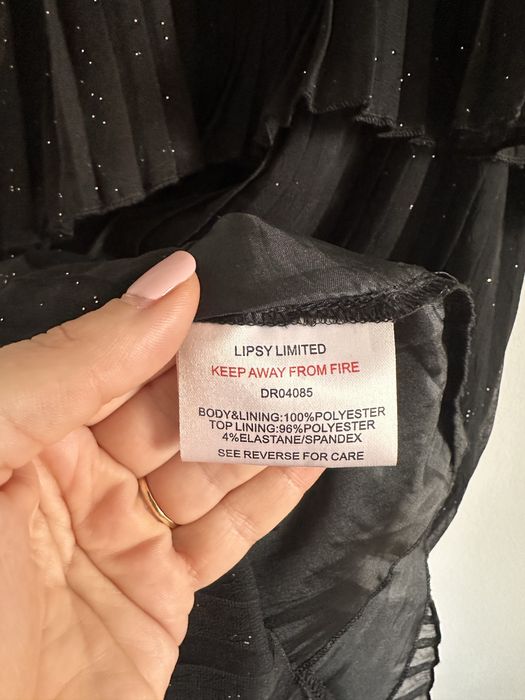 LIPSY LIMITED
KEEP AWAY FROM FIRE
DR04085
BODY&LINING:100%POLYESTER
TOP LINING:96%POLYESTER
4%ELASTANE/SPANDEX
SEE REVERSE FOR CARE